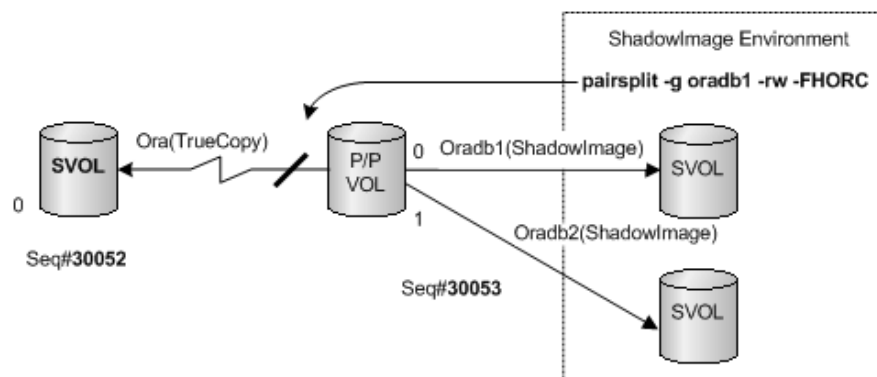 ShadowImage Environment
pairsplit -g oradb1 -rw -FHORC
Ora(TrueCopy)
SVOL
P/P
VOL
0
Oradb1(ShadowImage)
SVOL
0
1
Oradb2(ShadowImage)
Seq#30052
Seq#30053
SVOL